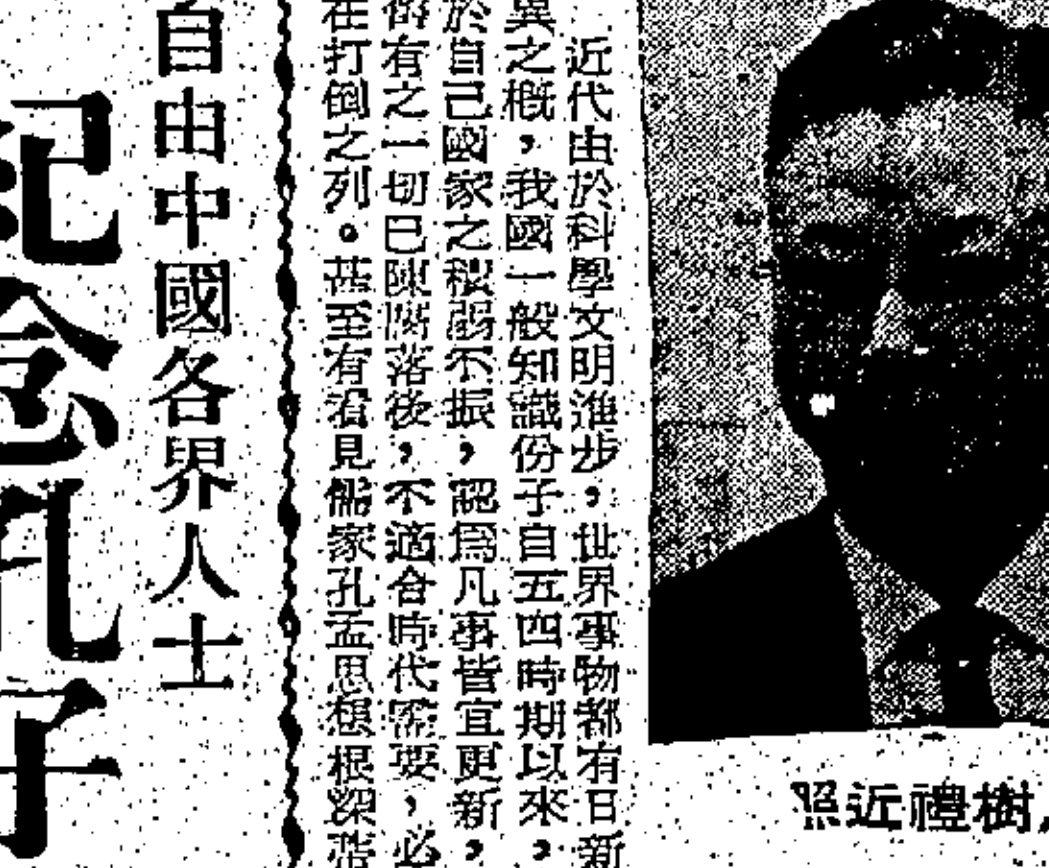 樹禮近照
近代由於科學文明進步，世界事物都有日新
異之概，我國一般知識份子自五四時期以來，
於自己國家之積弱不振，認爲凡事皆宜更新，
有之一切已陳腐落後，不適合時代需要，必
在打倒之列。甚至有看見儒家孔孟思想根深
自由中國各界人士
紀念孔子